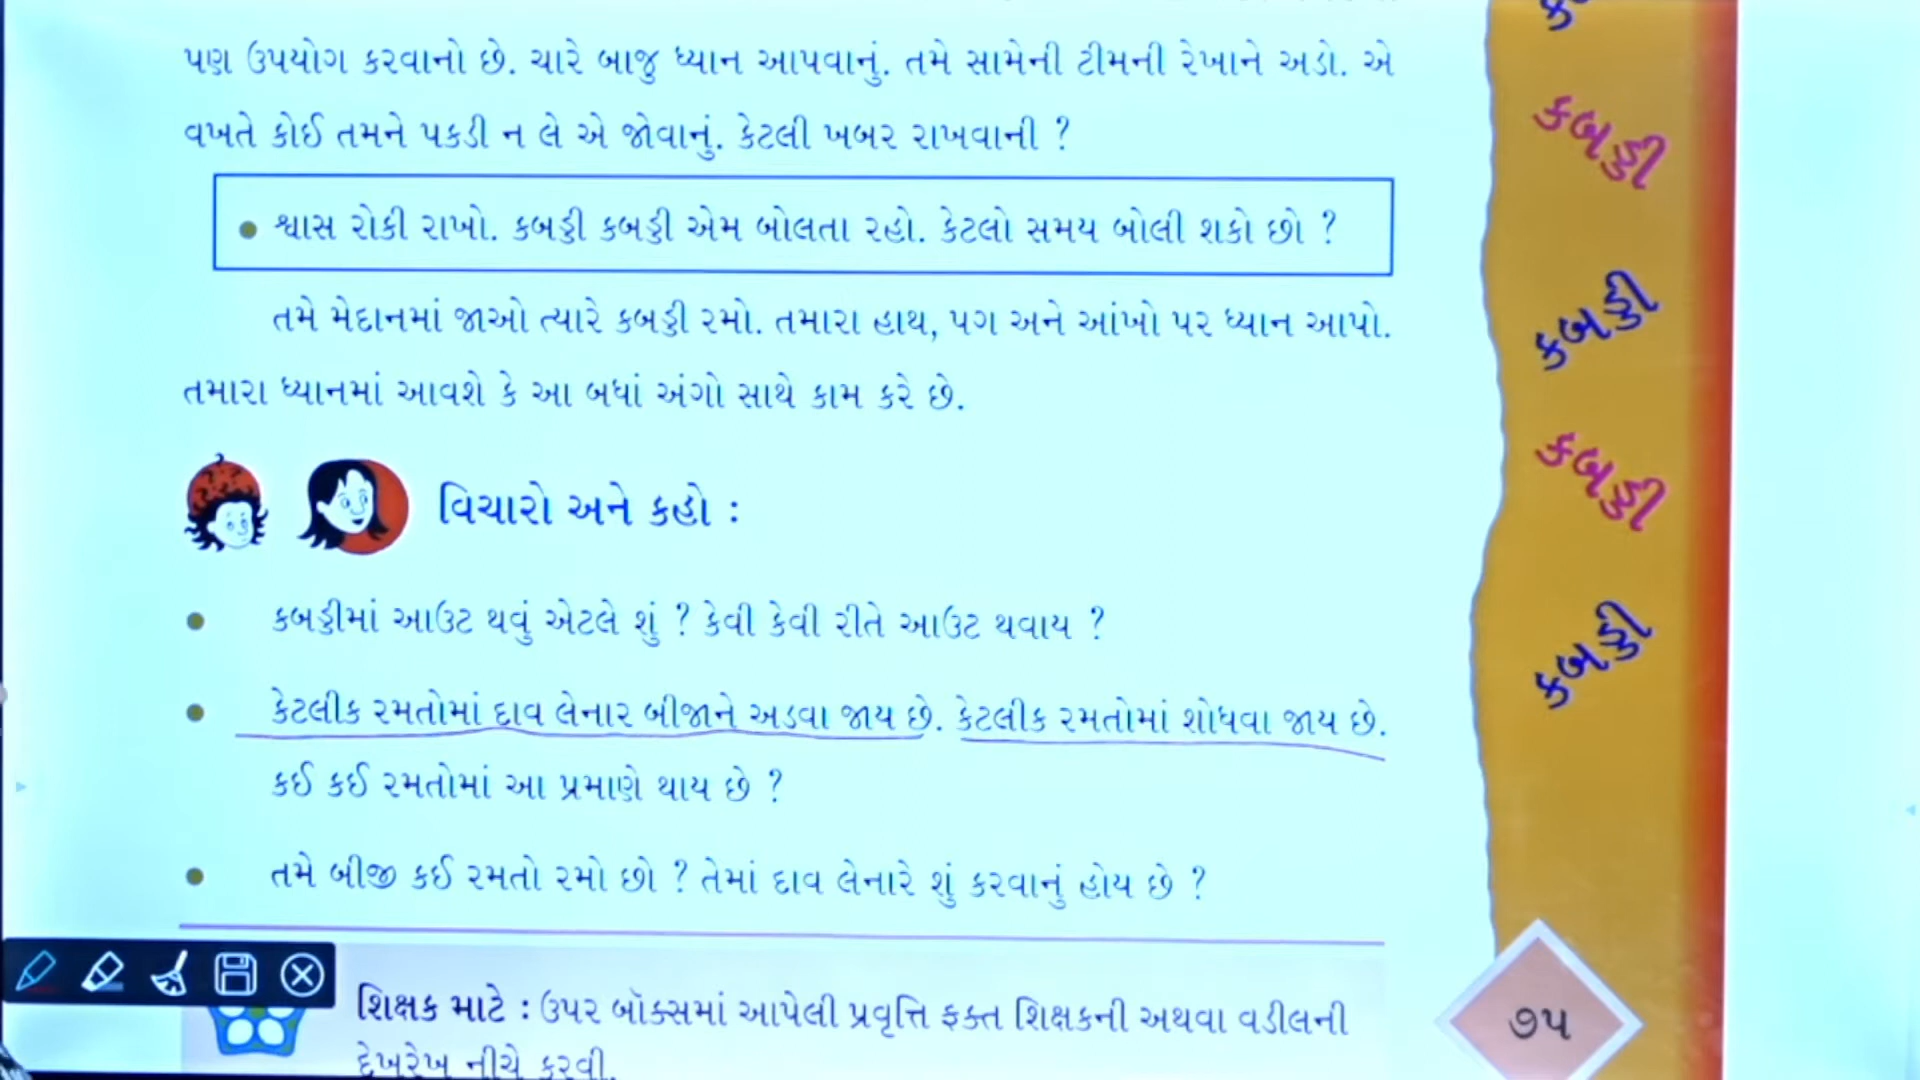 પણ ઉપયોગ કરવાનો છે. ચારે બાજુ ધ્યાન આપવાનું. તમે સામેની ટીમની રેખાને અડો. એ
વખતે કોઈ તમને પકડી ન લે એ જોવાનું. કેટલી ખબર રાખવાની ?
• શ્વાસ રોકી રાખો. કબડ્ડી કબડ્ડી એમ બોલતા રહો. કેટલો સમય બોલી શકો છો ?
તમે મેદાનમાં જાઓ ત્યારે કબડ્ડી રમો. તમારા હાથ, પગ અને આંખો પર ધ્યાન આપો.
તમારા ધ્યાનમાં આવશે કે આ બધાં અંગો સાથે કામ કરે છે.
વિચારો અને કહો :
• કબડ્ડીમાં આઉટ થવું એટલે શું ? કેવી કેવી રીતે આઉટ થવાય ?
• કેટલીક રમતોમાં દાવ લેનાર બીજાને અડવા જાય છે. કેટલીક રમતોમાં શોધવા જાય છે.
કઈ કઈ રમતોમાં આ પ્રમાણે થાય છે ?
• તમે બીજી કઈ રમતો રમો છો ? તેમાં દાવ લેનારે શું કરવાનું હોય છે ?
શિક્ષક માટે : ઉપર બૉક્સમાં આપેલી પ્રવૃત્તિ ફક્ત શિક્ષકની અથવા વડીલની
દેખરેખ નીચે કરવી.
કબડ્ડી
કબડ્ડી
કબડ્ડી
કબડ્ડી
૭૫